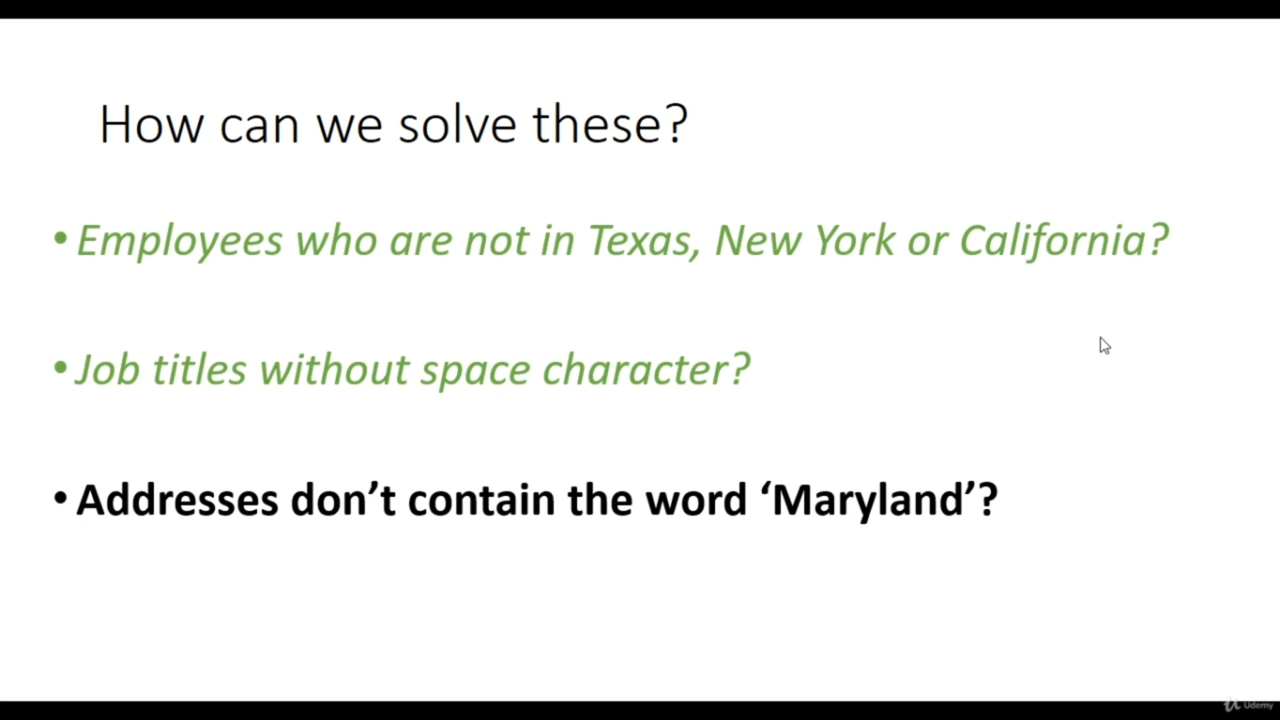 How can we solve these?
• Employees who are not in Texas, New York or California?
• Job titles without space character?
• Addresses don’t contain the word ‘Maryland’?
Udemy